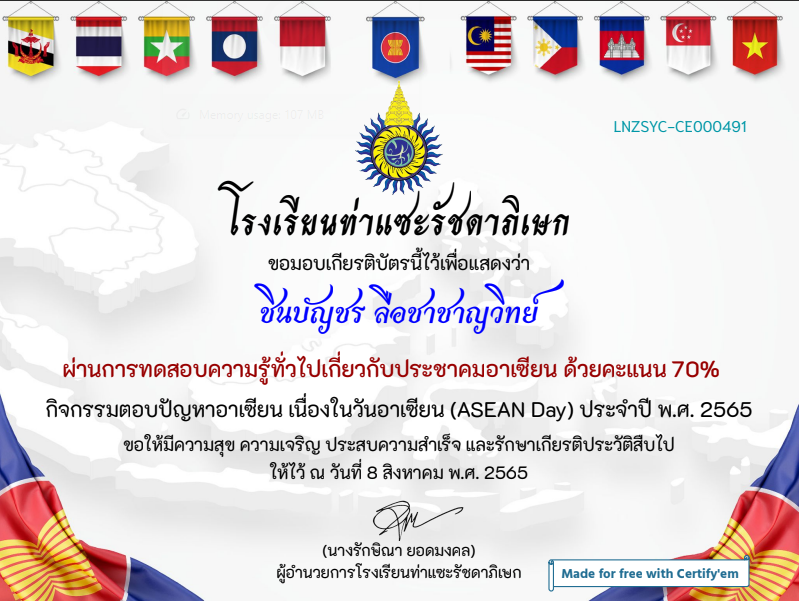 Memory usage: 107 MB
LNZSYC-CE000491
โรงเรียนท่าแซะรัชดาภิเษก
ขอมอบเกียรติบัตรนี้ไว้เพื่อแสดงว่า
ชินบัญชร ลือชาชาญวิทย์
ผ่านการทดสอบความรู้ทั่วไปเกี่ยวกับประชาคมอาเซียน ด้วยคะแนน 70%
กิจกรรมตอบปัญหาอาเซียน เนื่องในวันอาเซียน (ASEAN Day) ประจำปี พ.ศ. 2565
ขอให้มีความสุข ความเจริญ ประสบความสำเร็จ และรักษาเกียรติประวัติสืบไป
ให้ไว้ ณ วันที่ 8 สิงหาคม พ.ศ. 2565
(นางรักษิณา ยอดมงคล)
ผู้อำนวยการโรงเรียนท่าแซะรัชดาภิเษก
Made for free with Certify'em